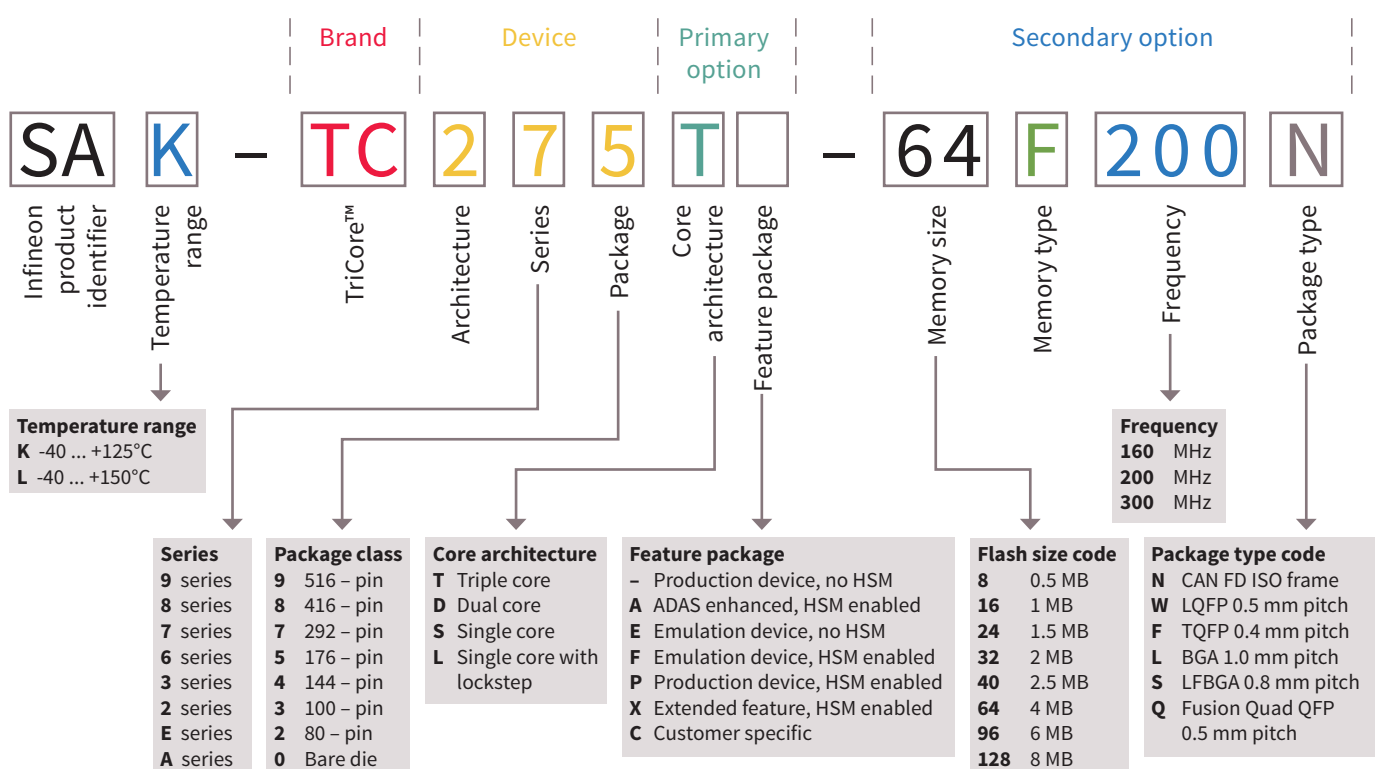 Brand
Device
Primary
option
Secondary option
SA K – TC 2 7 5 T – 64 F 200 N
Infineon
product
identifier
Temperature
range
TriCore™
Architecture
Series
Package
Core
architecture
Feature package
Memory size
Memory type
Frequency
Package type
Temperature range
K -40 ... +125°C
L -40 ... +150°C
Frequency
160 MHz
200 MHz
300 MHz
Series
9 series
8 series
7 series
6 series
3 series
2 series
E series
A series
Package class
9 516 – pin
8 416 – pin
7 292 – pin
5 176 – pin
4 144 – pin
3 100 – pin
2 80 – pin
0 Bare die
Core architecture
T Triple core
D Dual core
S Single core
L Single core with
lockstep
Feature package
– Production device, no HSM
A ADAS enhanced, HSM enabled
E Emulation device, no HSM
F Emulation device, HSM enabled
P Production device, HSM enabled
X Extended feature, HSM enabled
C Customer specific
Flash size code
8 0.5 MB
16 1 MB
24 1.5 MB
32 2 MB
40 2.5 MB
64 4 MB
96 6 MB
128 8 MB
Package type code
N CAN FD ISO frame
W LQFP 0.5 mm pitch
F TQFP 0.4 mm pitch
L BGA 1.0 mm pitch
S LFBGA 0.8 mm pitch
Q Fusion Quad QFP
0.5 mm pitch